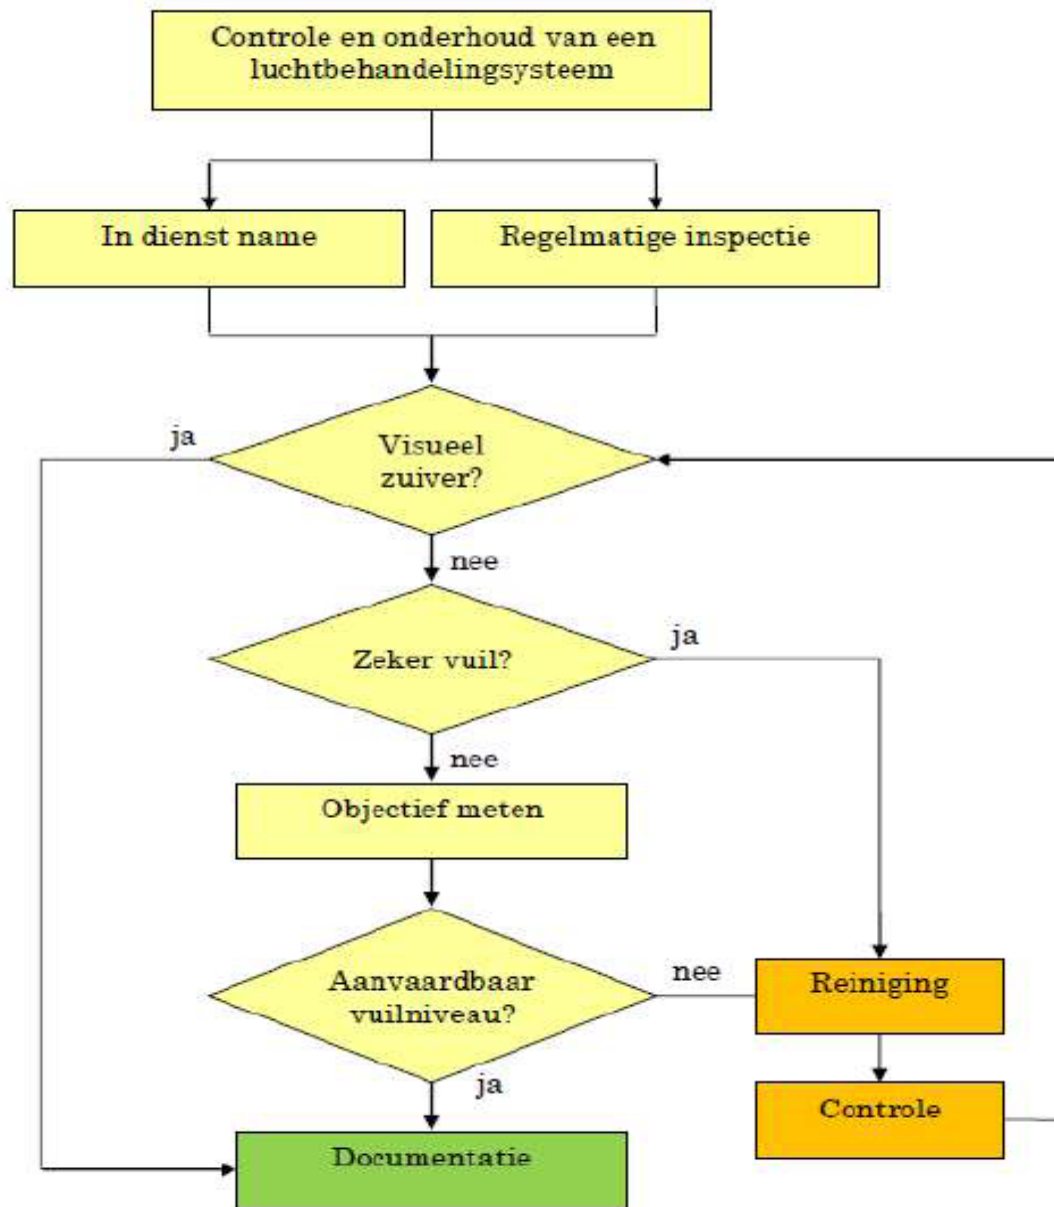 Controle en onderhoud van een
luchtbehandelingsysteem
In dienst name
Regelmatige inspectie
ja
Visueel
zuiver?
nee
Zeker vuil?
ja
nee
Objectief meten
Aanvaardbaar
vuilniveau?
nee
Reiniging
ja
Controle
Documentatie